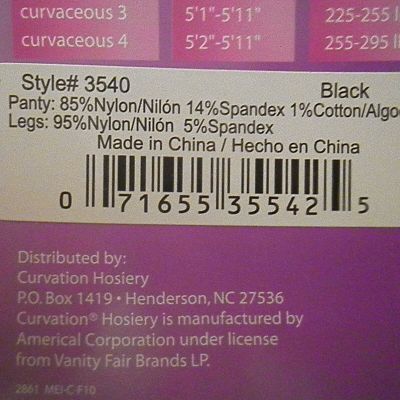 curvaceous 3 5'1"-5'11" 225-255 l
curvaceous 4 5'2"-5'11" 255-295 l
Style# 3540 Black
Panty: 85%Nylon/Nilón 14%Spandex 1%Cotton/Algo
Legs: 95%Nylon/Nilón 5%Spandex
Made in China / Hecho en China
0 71655 35542 5
Distributed by:
Curvation Hosiery
P.O. Box 1419 • Henderson, NC 27536
Curvation® Hosiery is manufactured by
Americal Corporation under license
from Vanity Fair Brands LP.
2861 MEI-C-F10